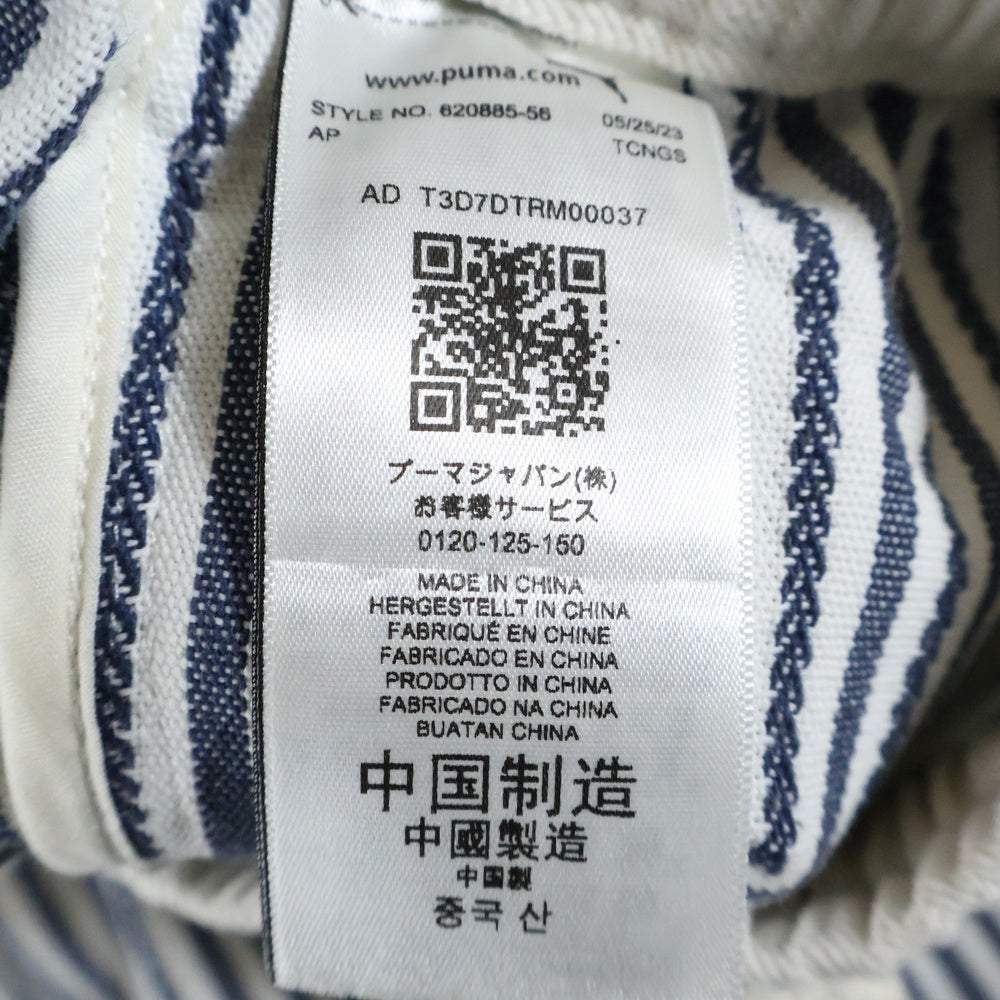 www.puma.com
STYLE NO. 620885-56 05/25/23
AP TCNGS
AD T3D7DTRM00037
プーマジャパン(株)
お客様サービス
0120-125-150
MADE IN CHINA
HERGESTELLT IN CHINA
FABRIQUÉ EN CHINE
FABRICADO EN CHINA
PRODOTTO IN CHINA
FABRICADO NA CHINA
BUATAN CHINA
中国制造
中國製造
中国製
중국 산